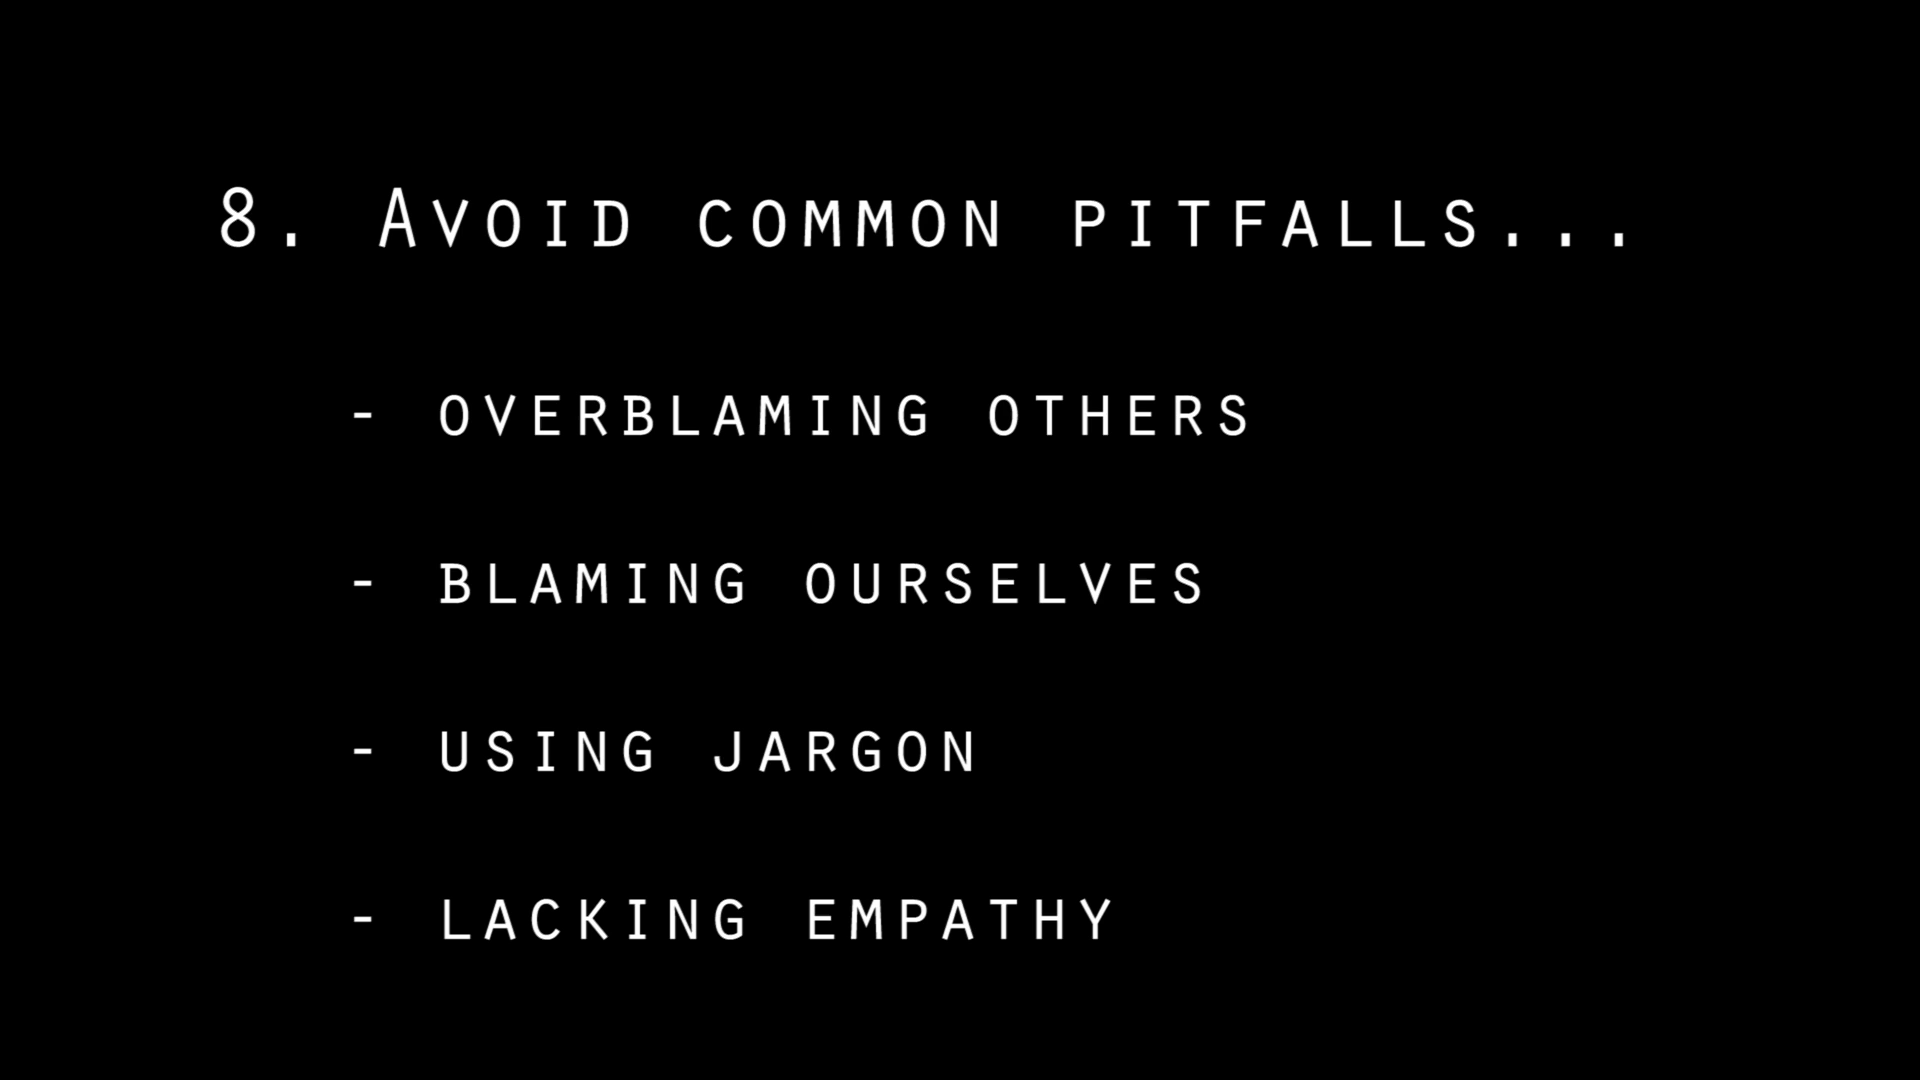 8. Avoid common pitfalls...
- overblaming others
- blaming ourselves
- using jargon
- lacking empathy